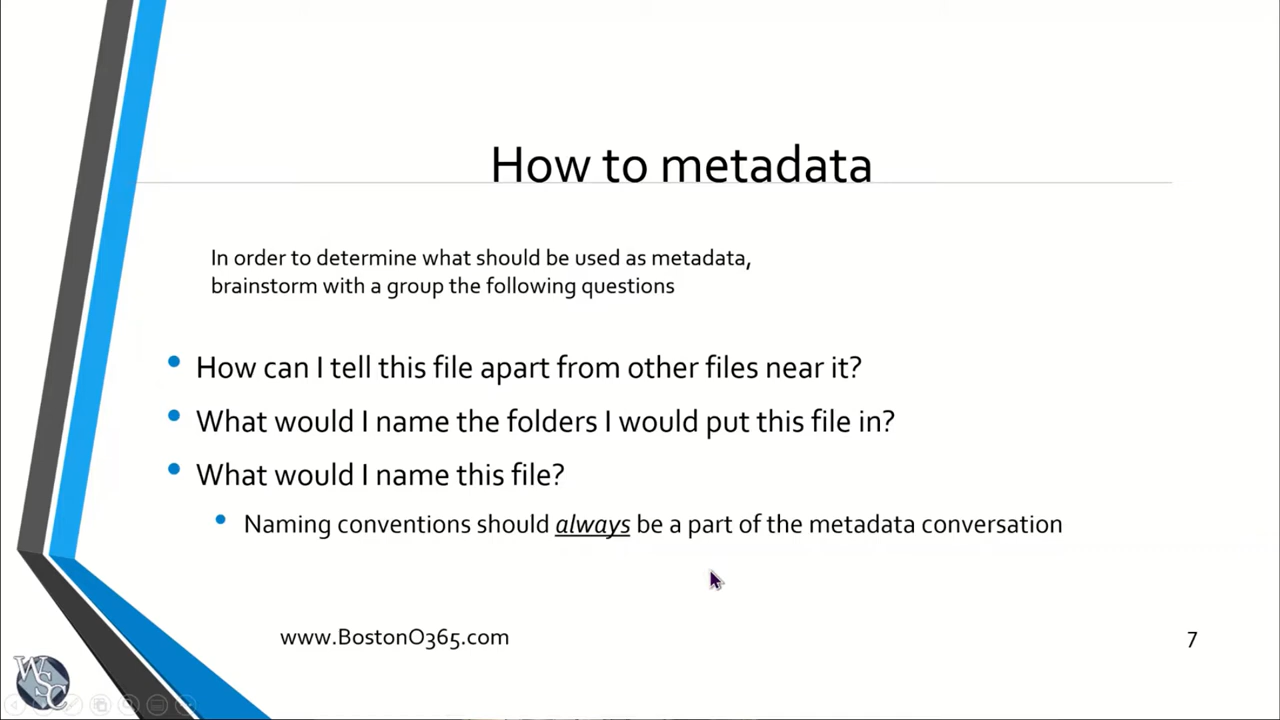 How to metadata
In order to determine what should be used as metadata,
brainstorm with a group the following questions
• How can I tell this file apart from other files near it?
• What would I name the folders I would put this file in?
• What would I name this file?
• Naming conventions should always be a part of the metadata conversation
www.BostonO365.com
7
WSC